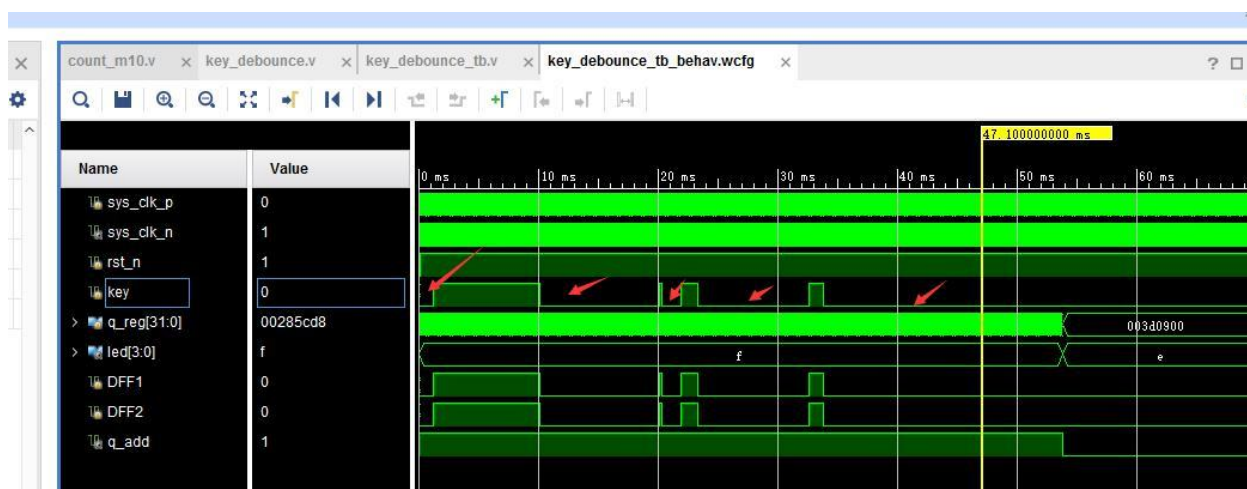 count_m10.v × key_debounce.v × key_debounce_tb.v × key_debounce_tb_behav.wcfg × ?
47.100000000 ms
Name Value
0 ms 10 ms 20 ms 30 ms 40 ms 50 ms 60 ms
sys_clk_p 0
sys_clk_n 1
rst_n 1
key 0
q_reg[31:0] 00285cd8 003d0900
led[3:0] f f e
DFF1 0
DFF2 0
q_add 1